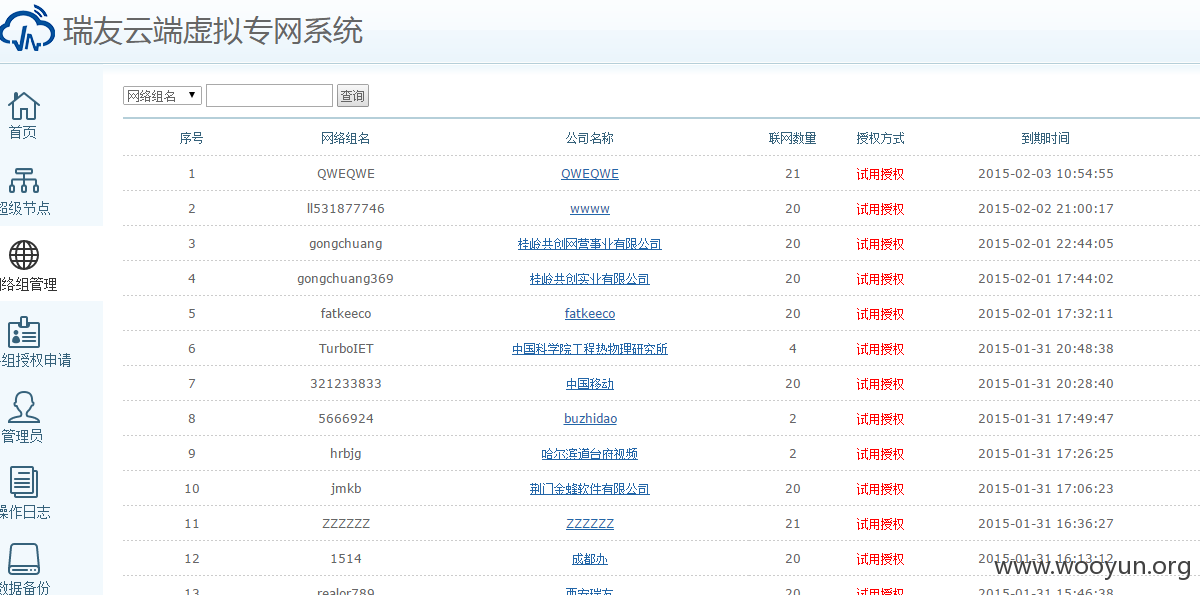 瑞友云端虚拟专网系统
网络组名 ▼ 查询
首页
超级节点
网络组管理
组授权申请
管理员
操作日志
数据备份
序号 网络组名 公司名称 联网数量 授权方式 到期时间
1 QWEQWE QWEQWE 21 试用授权 2015-02-03 10:54:55
2 ll531877746 wwww 20 试用授权 2015-02-02 21:00:17
3 gongchuang 桂岭共创网营事业有限公司 20 试用授权 2015-02-01 22:44:05
4 gongchuang369 桂岭共创实业有限公司 20 试用授权 2015-02-01 17:44:02
5 fatkeeco fatkeeco 20 试用授权 2015-02-01 17:32:11
6 TurboIET 中国科学院工程热物理研究所 4 试用授权 2015-01-31 20:48:38
7 321233833 中国移动 20 试用授权 2015-01-31 20:28:40
8 5666924 buzhidao 2 试用授权 2015-01-31 17:49:47
9 hrbjg 哈尔滨道台府视频 2 试用授权 2015-01-31 17:26:25
10 jmkb 荆门金蜂软件有限公司 20 试用授权 2015-01-31 17:06:23
11 ZZZZZZ ZZZZZZ 21 试用授权 2015-01-31 16:36:27
12 1514 成都办 20 试用授权 2015-01-31 16:13:12
13 realor789 西安瑞友 20 试用授权 2015-01-31 15:46:38
www.wooyun.org